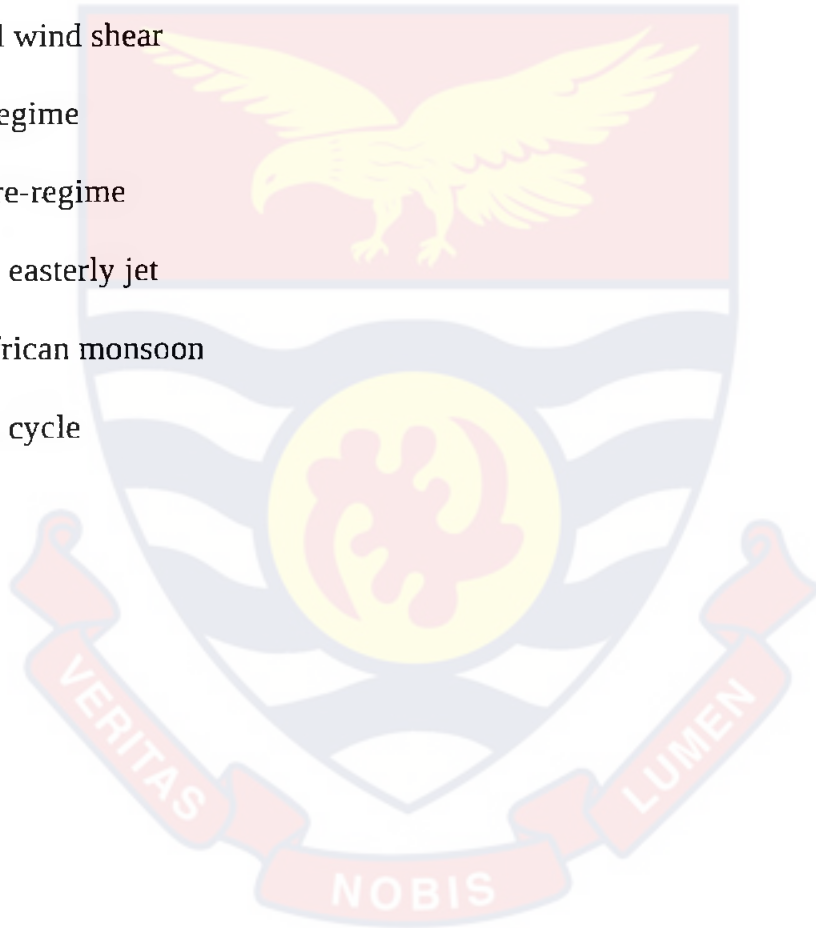 l wind shear
egime
re-regime
easterly jet
frican monsoon
cycle
VERITAS
NOBIS
LUMEN